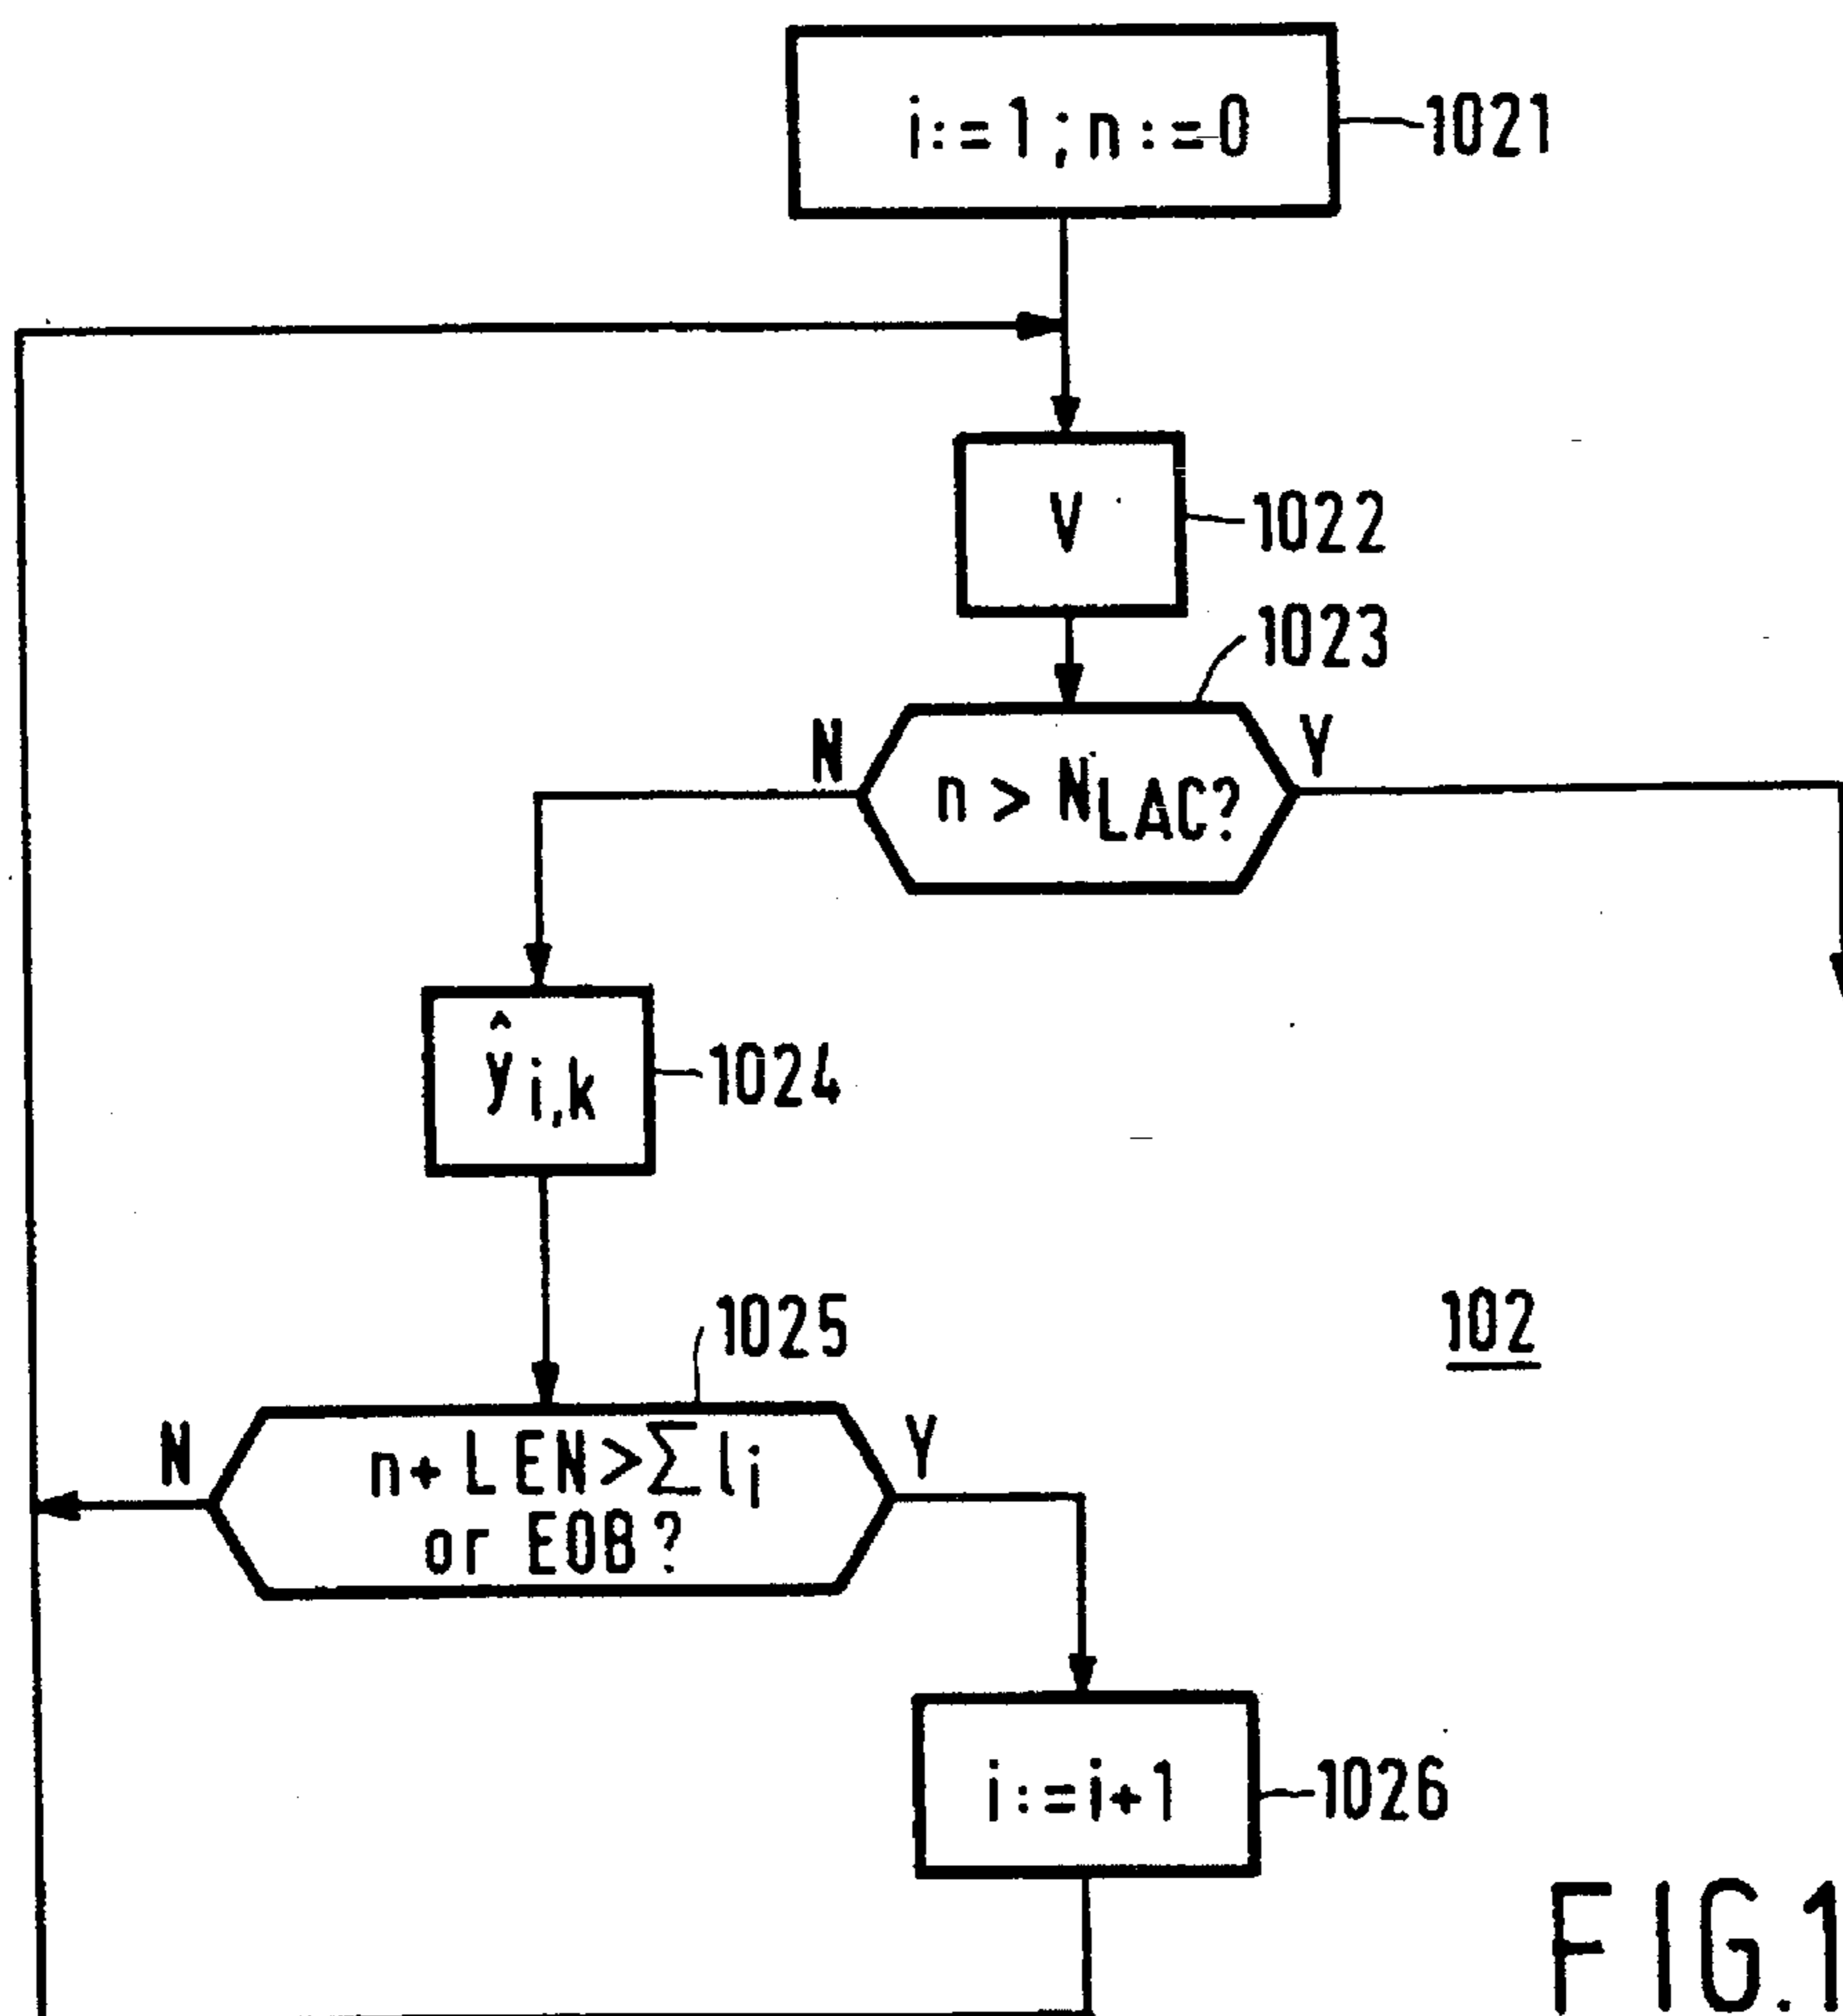 i:=1;n:=0
1021
V
1022
1023
N
Y
n > NLAC?
ŷi,k
1024
1025
102
N
Y
n+LEN>∑li
or EOB?
i:=i+1
1026
FIG.1